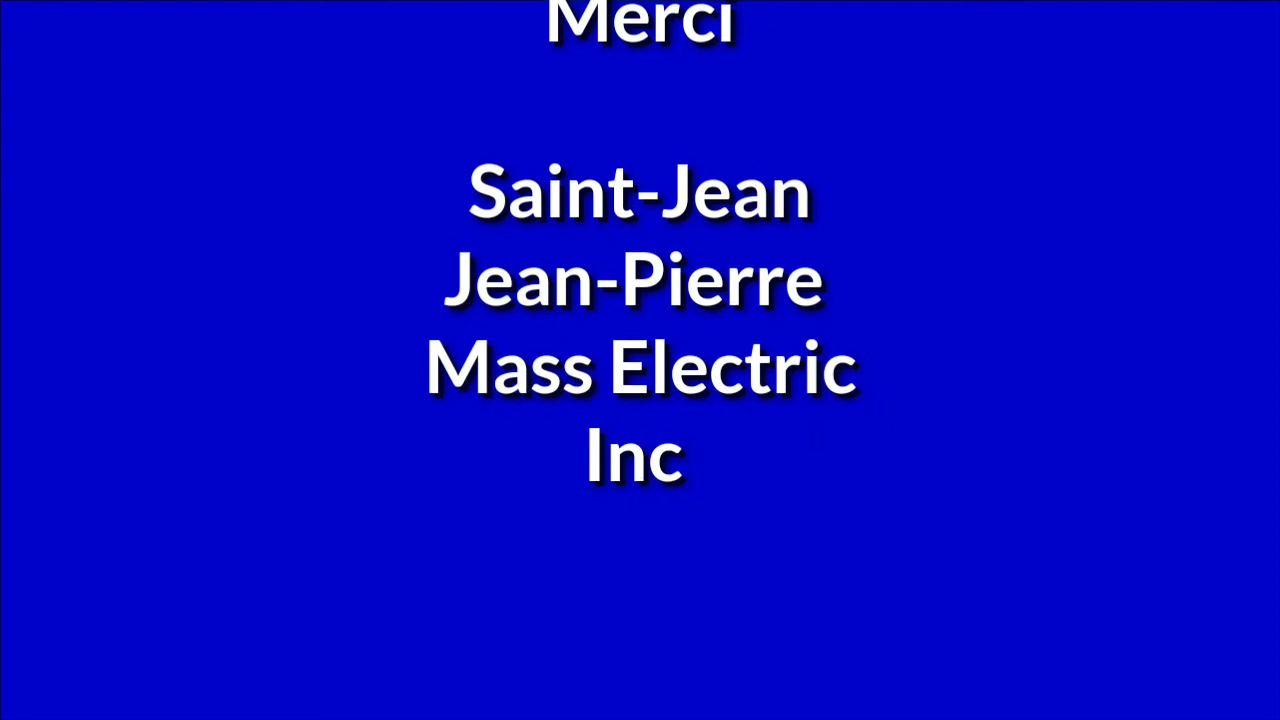 Merci
Saint-Jean
Jean-Pierre
Mass Electric
Inc